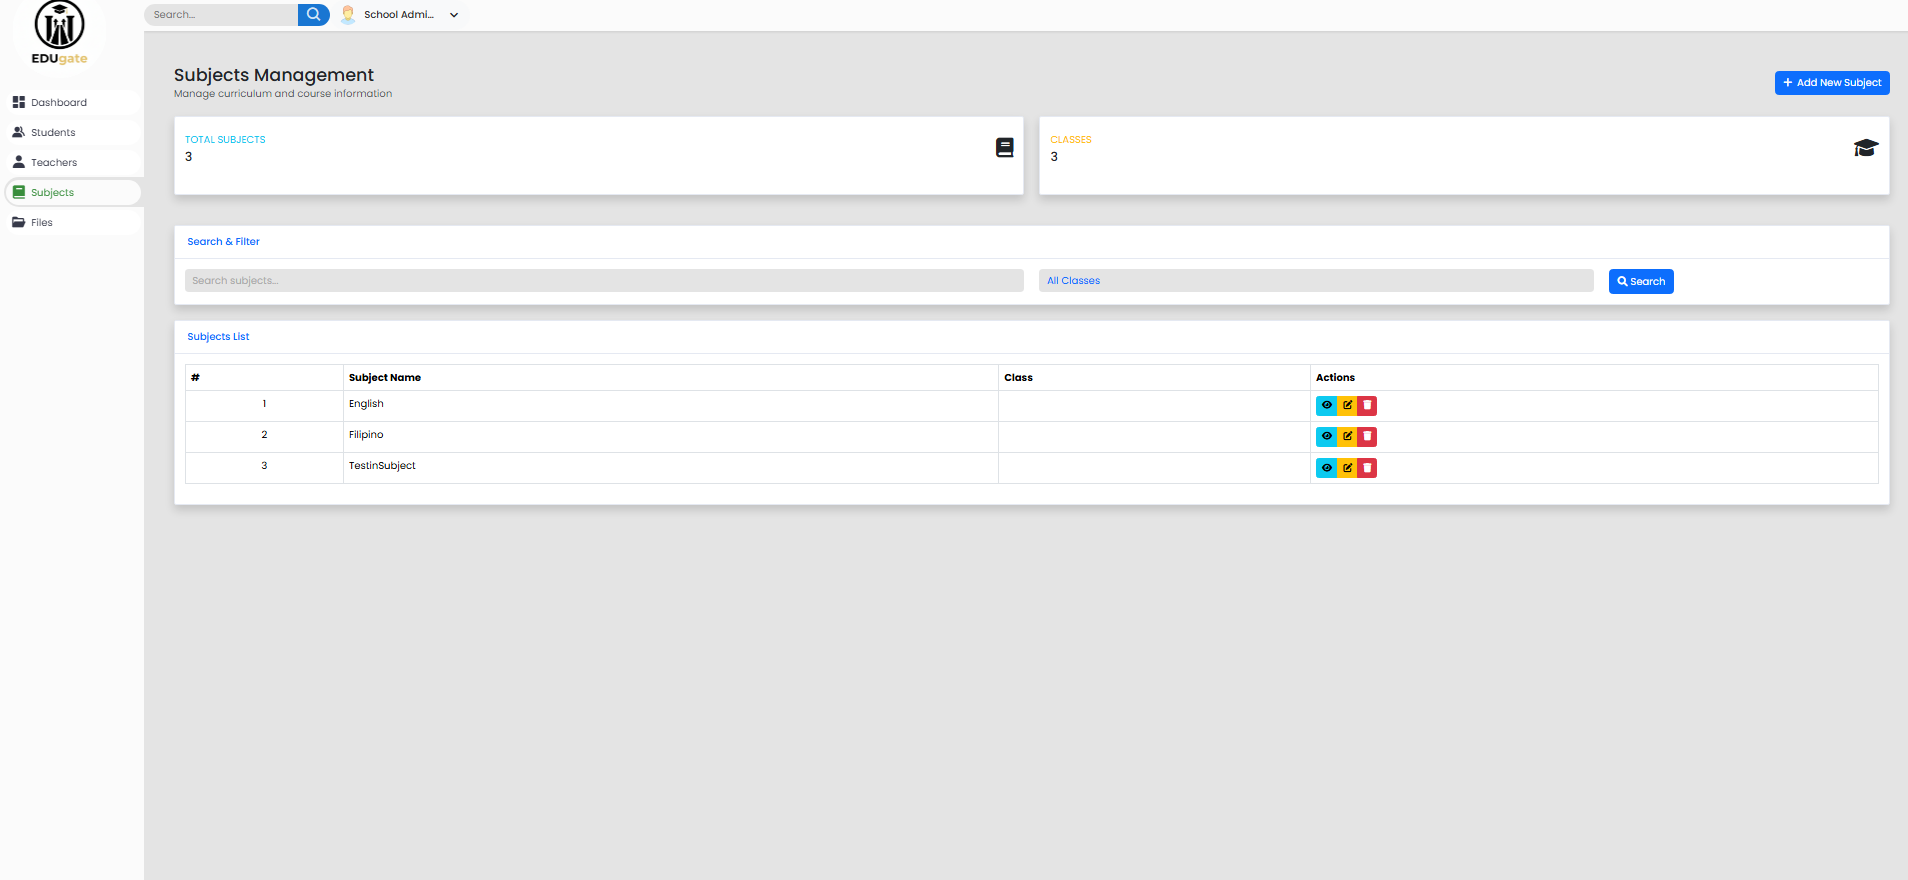 Search...
School Admi...
EDUgate
Dashboard
Students
Teachers
Subjects
Files
Subjects Management
Manage curriculum and course information
+ Add New Subject
TOTAL SUBJECTS
3
CLASSES
3
Search & Filter
Search subjects...
All Classes
Search
Subjects List
# Subject Name Class Actions
1 English
2 Filipino
3 TestinSubject